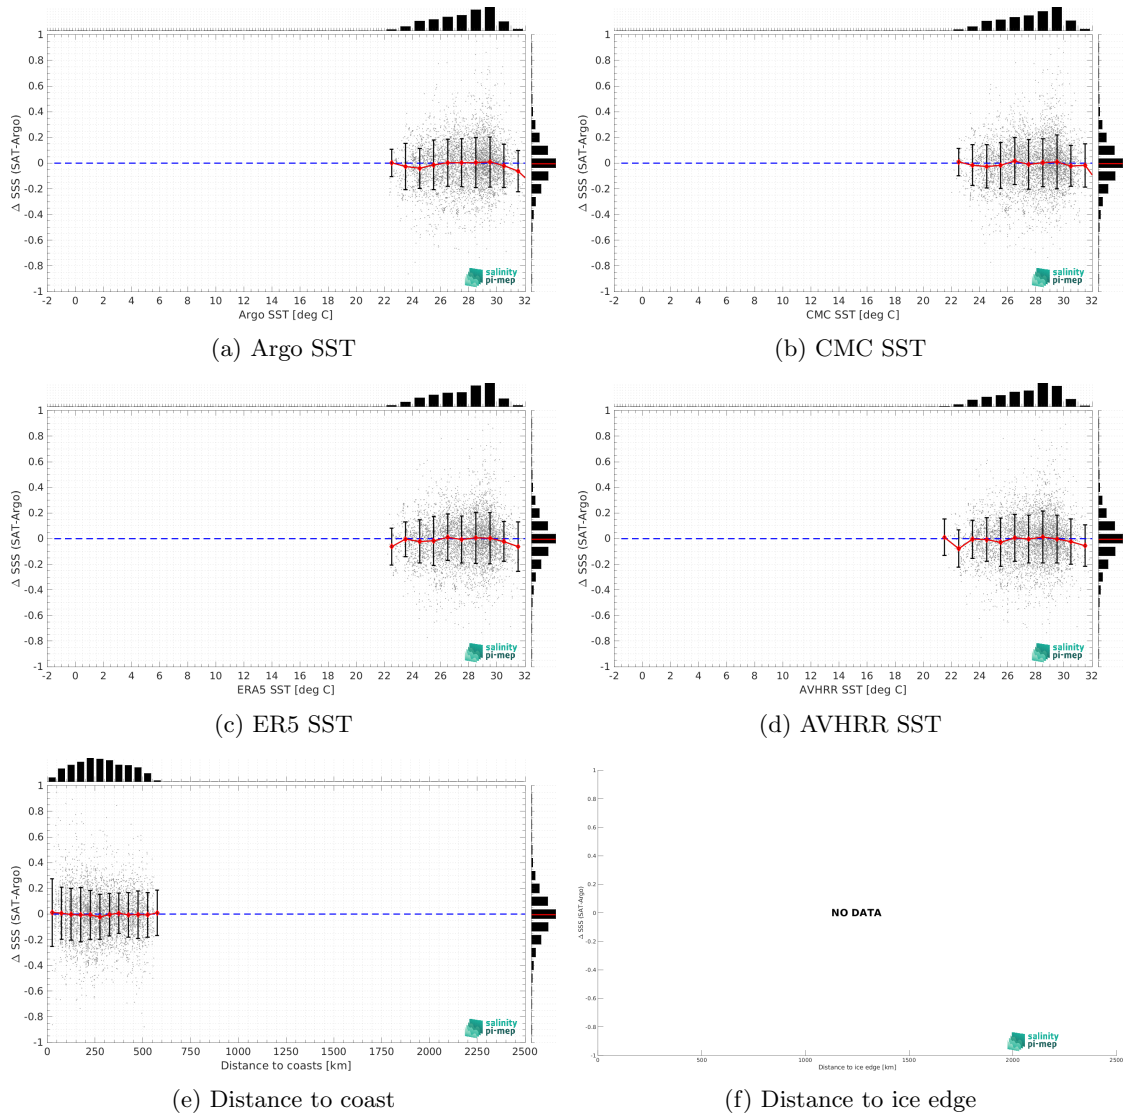 1
0.8
0.6
0.4
0.2
0
-0.2
-0.4
-0.6
-0.8
-1
Δ SSS (SAT-Argo)
salinity
pi-mep
-2 0 2 4 6 8 10 12 14 16 18 20 22 24 26 28 30 32
Argo SST [deg C]
(a) Argo SST
1
0.8
0.6
0.4
0.2
0
-0.2
-0.4
-0.6
-0.8
-1
Δ SSS (SAT-Argo)
salinity
pi-mep
-2 0 2 4 6 8 10 12 14 16 18 20 22 24 26 28 30 32
CMC SST [deg C]
(b) CMC SST
1
0.8
0.6
0.4
0.2
0
-0.2
-0.4
-0.6
-0.8
-1
Δ SSS (SAT-Argo)
salinity
pi-mep
-2 0 2 4 6 8 10 12 14 16 18 20 22 24 26 28 30 32
ERA5 SST [deg C]
(c) ER5 SST
1
0.8
0.6
0.4
0.2
0
-0.2
-0.4
-0.6
-0.8
-1
Δ SSS (SAT-Argo)
salinity
pi-mep
-2 0 2 4 6 8 10 12 14 16 18 20 22 24 26 28 30 32
AVHRR SST [deg C]
(d) AVHRR SST
1
0.8
0.6
0.4
0.2
0
-0.2
-0.4
-0.6
-0.8
-1
Δ SSS (SAT-Argo)
salinity
pi-mep
0 250 500 750 1000 1250 1500 1750 2000 2250 2500
Distance to coasts [km]
(e) Distance to coast
1
0.8
0.6
0.4
0.2
0
-0.2
-0.4
-0.6
-0.8
-1
Δ SSS (SAT-Argo)
NO DATA
salinity
pi-mep
0 500 1000 1500 2000 2500
Distance to ice edge [km]
(f) Distance to ice edge